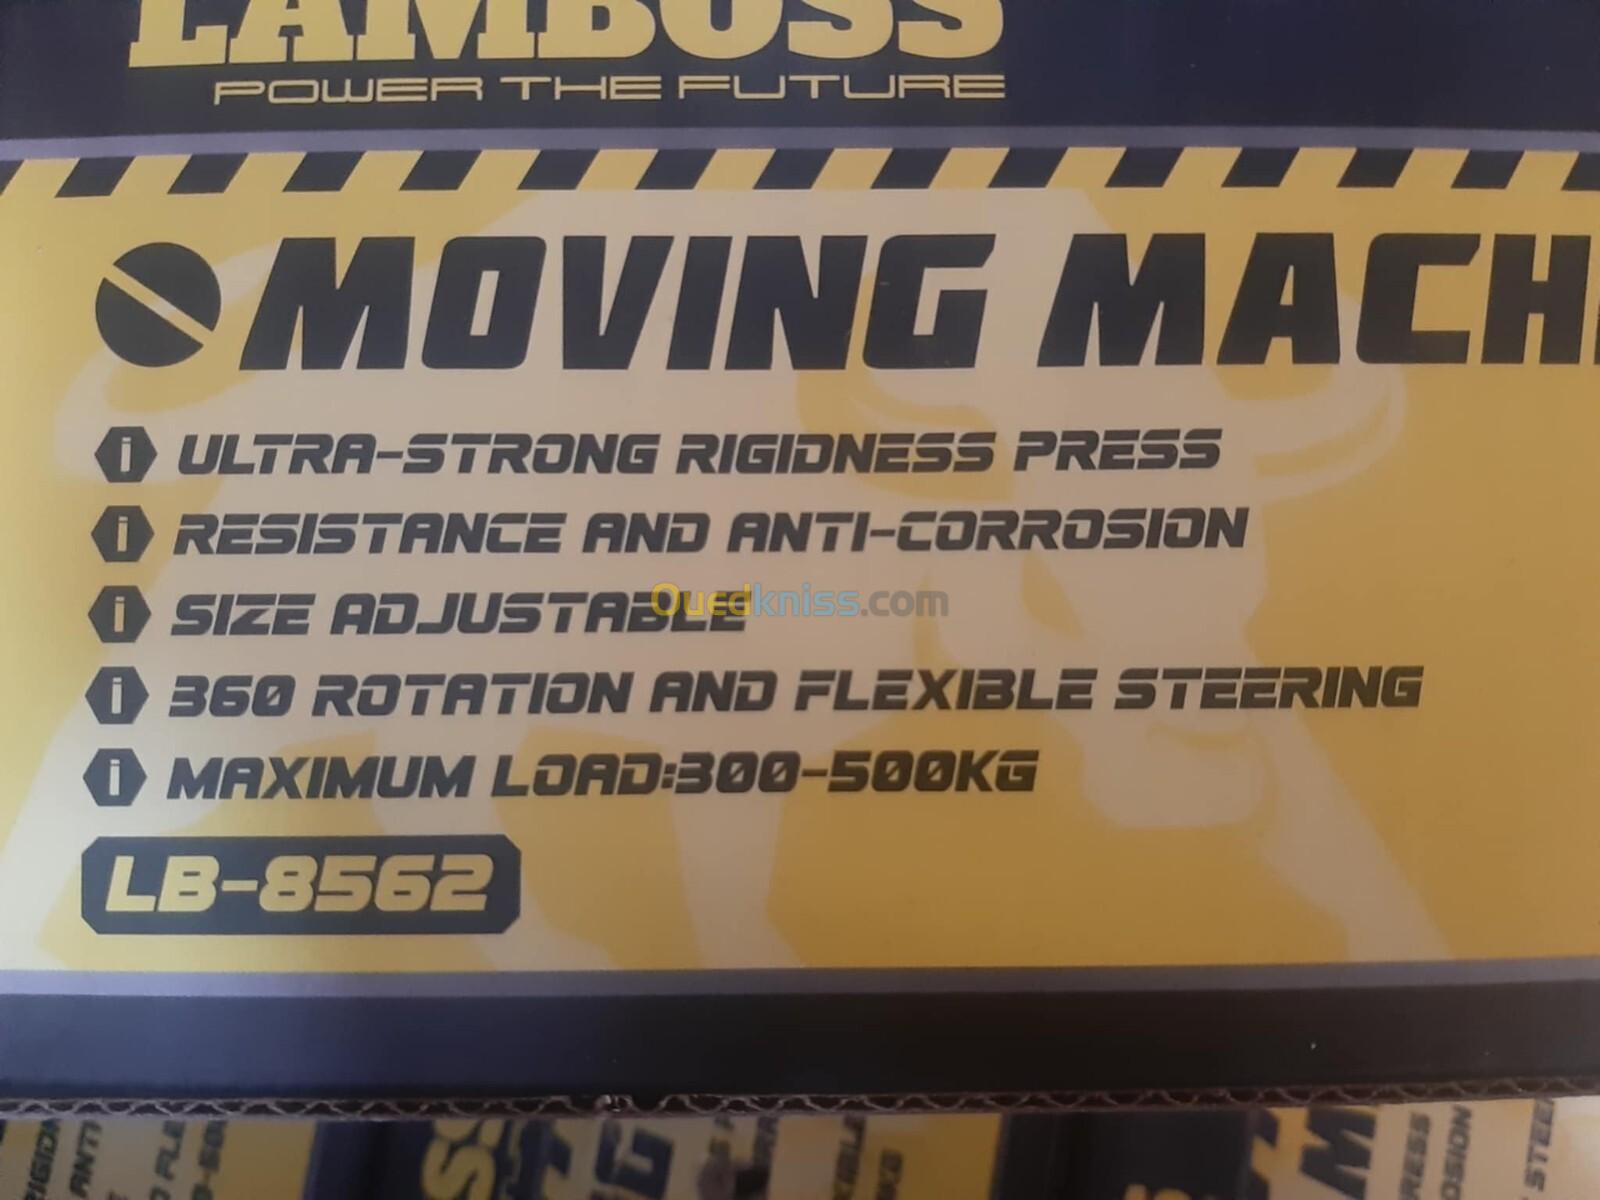 LAMBOSS
POWER THE FUTURE
MOVING MACH
ULTRA-STRONG RIGIDNESS PRESS
RESISTANCE AND ANTI-CORROSION
SIZE ADJUSTABLE
Ouedkniss.com
360 ROTATION AND FLEXIBLE STEERING
MAXIMUM LOAD:300-500KG
LB-8562